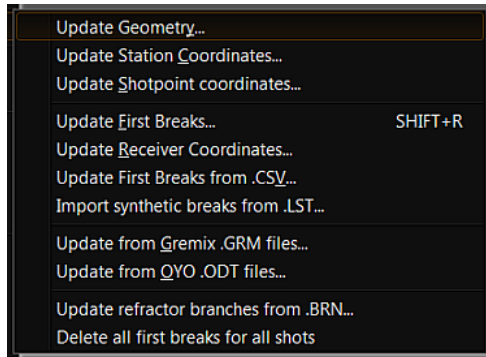 Update Geometry...
Update Station Coordinates...
Update Shotpoint coordinates...
Update First Breaks... SHIFT+R
Update Receiver Coordinates...
Update First Breaks from .CSV...
Import synthetic breaks from .LST...
Update from Gremix .GRM files...
Update from OYO .ODT files...
Update refractor branches from .BRN...
Delete all first breaks for all shots